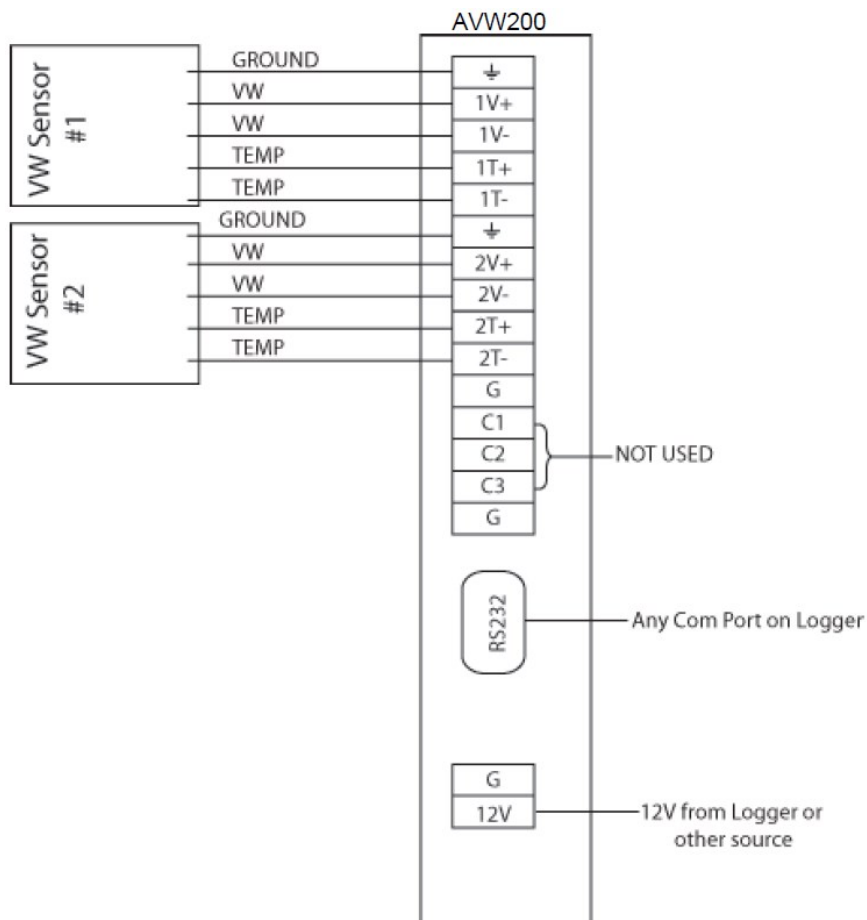 AVW200
VW Sensor
#1
GROUND
VW
VW
TEMP
TEMP
VW Sensor
#2
GROUND
VW
VW
TEMP
TEMP
⏚
1V+
1V-
1T+
1T-
⏚
2V+
2V-
2T+
2T-
G
C1
C2
C3
G
NOT USED
RS232
Any Com Port on Logger
G
12V
12V from Logger or
other source